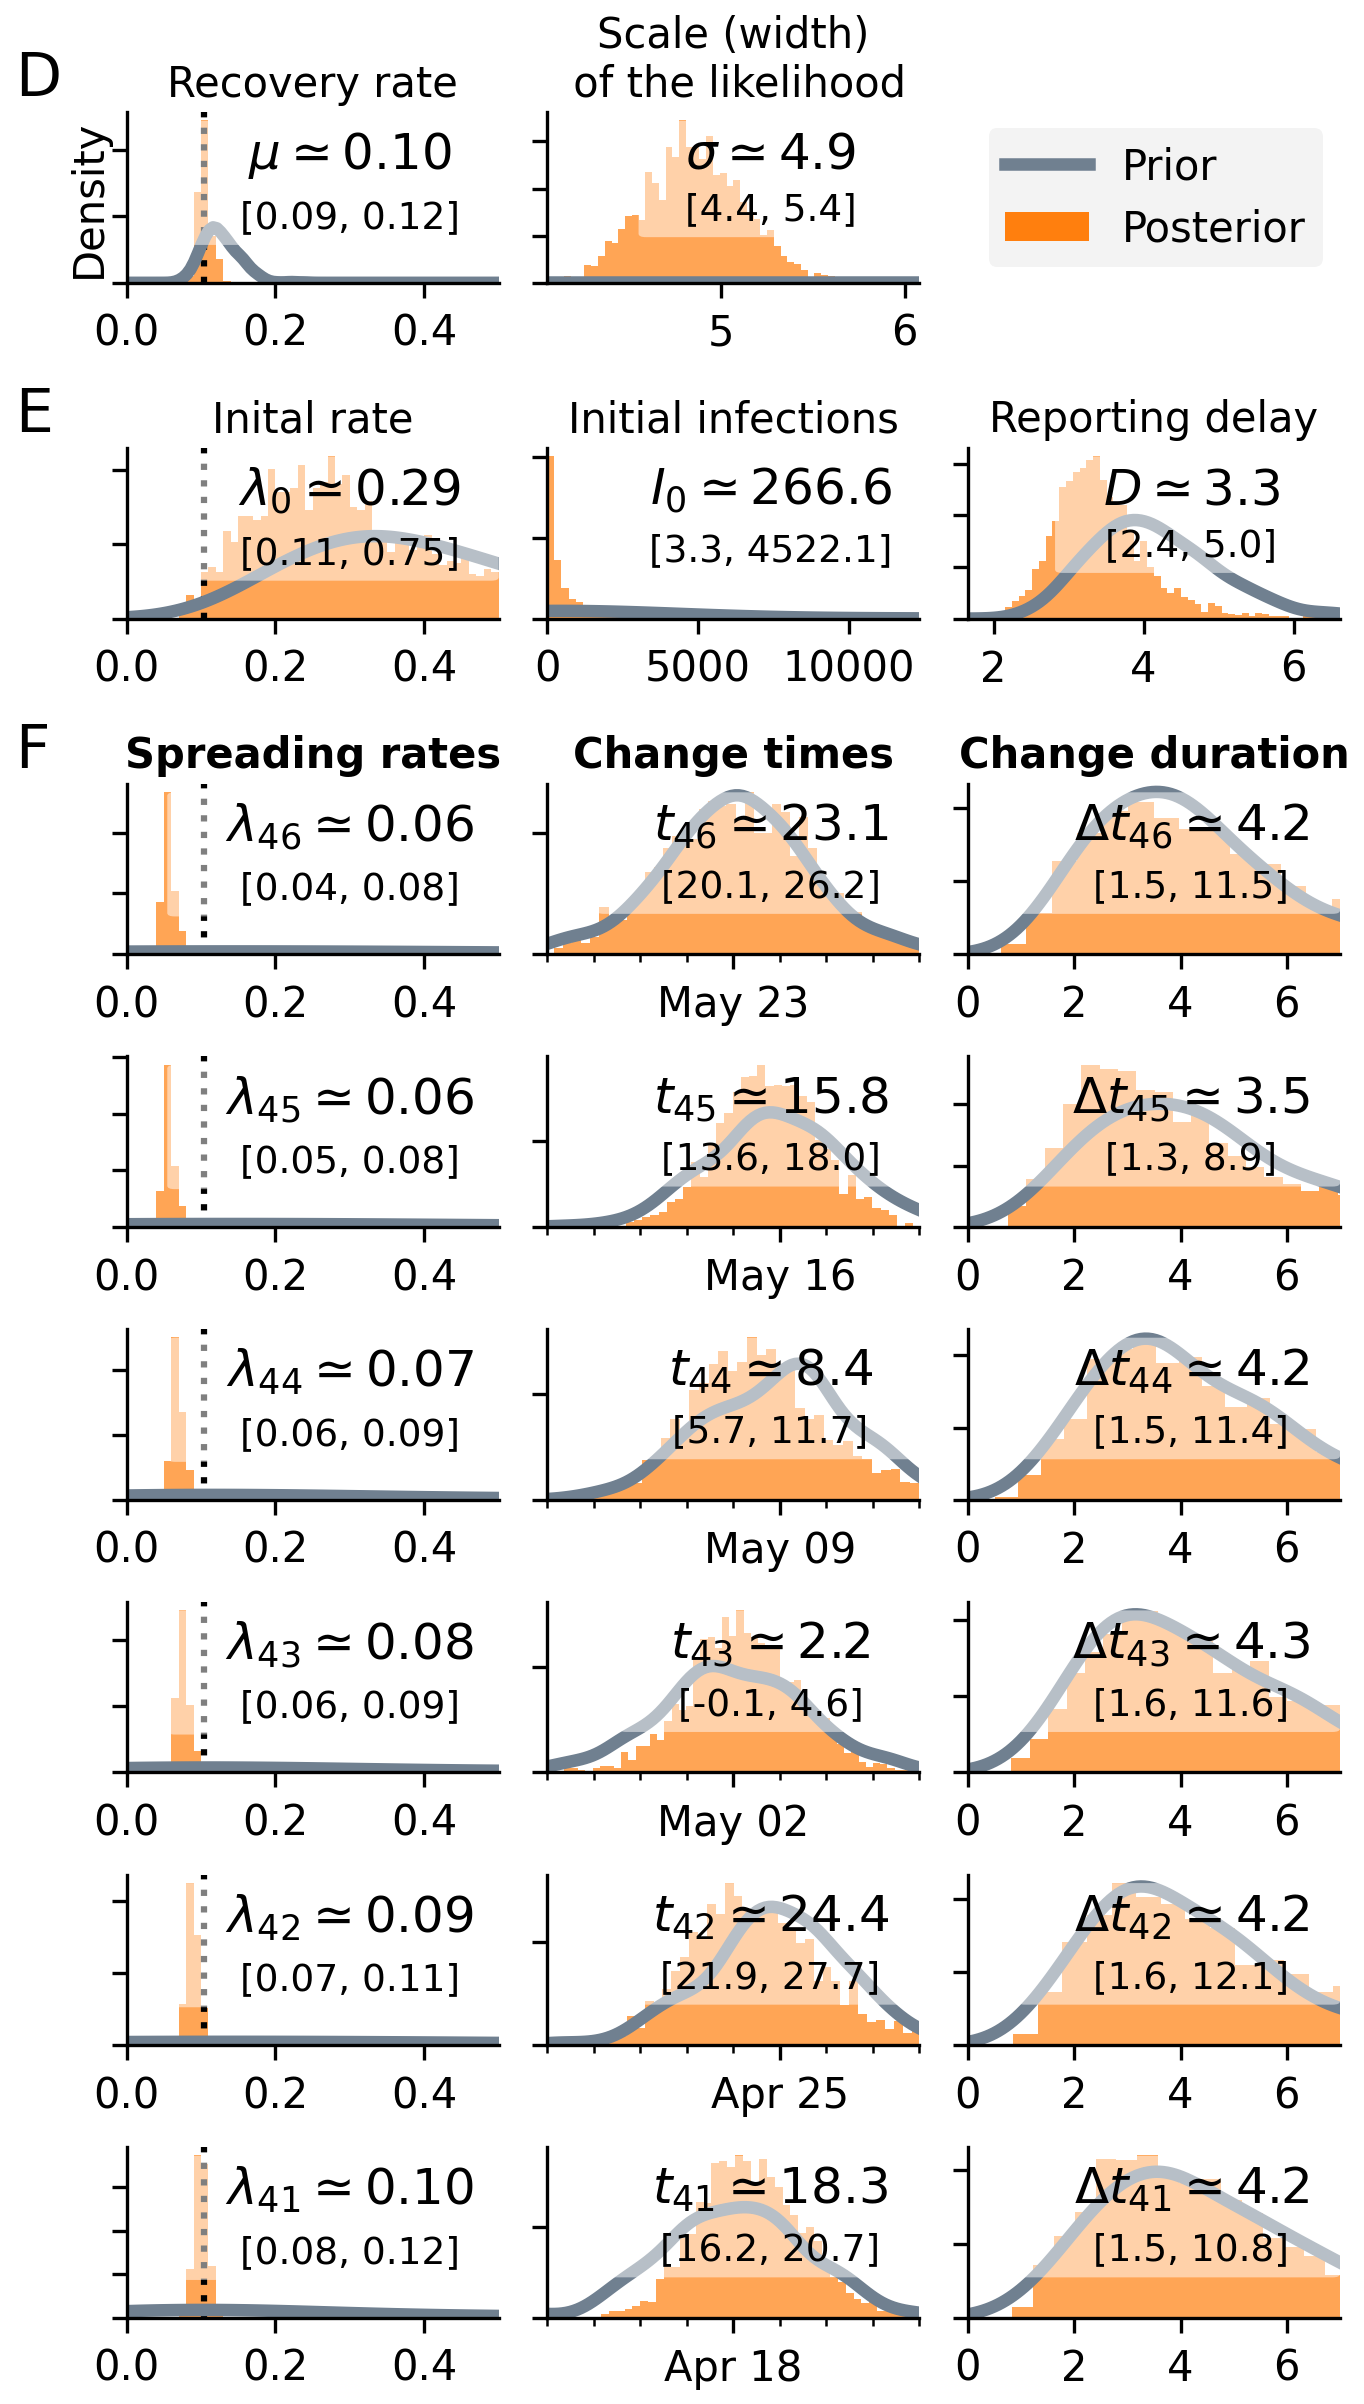 D
Recovery rate
Scale (width)
of the likelihood
Density
μ ≃ 0.10
[0.09, 0.12]
0.0 0.2 0.4
σ ≃ 4.9
[4.4, 5.4]
5 6
Prior
Posterior
E
Inital rate
λ0 ≃ 0.29
[0.11, 0.75]
0.0 0.2 0.4
Initial infections
I0 ≃ 266.6
[3.3, 4522.1]
0 5000 10000
Reporting delay
D ≃ 3.3
[2.4, 5.0]
2 4 6
F
Spreading rates Change times Change duration
λ46 ≃ 0.06
[0.04, 0.08]
0.0 0.2 0.4
t46 ≃ 23.1
[20.1, 26.2]
May 23
Δt46 ≃ 4.2
[1.5, 11.5]
0 2 4 6
λ45 ≃ 0.06
[0.05, 0.08]
0.0 0.2 0.4
t45 ≃ 15.8
[13.6, 18.0]
May 16
Δt45 ≃ 3.5
[1.3, 8.9]
0 2 4 6
λ44 ≃ 0.07
[0.06, 0.09]
0.0 0.2 0.4
t44 ≃ 8.4
[5.7, 11.7]
May 09
Δt44 ≃ 4.2
[1.5, 11.4]
0 2 4 6
λ43 ≃ 0.08
[0.06, 0.09]
0.0 0.2 0.4
t43 ≃ 2.2
[-0.1, 4.6]
May 02
Δt43 ≃ 4.3
[1.6, 11.6]
0 2 4 6
λ42 ≃ 0.09
[0.07, 0.11]
0.0 0.2 0.4
t42 ≃ 24.4
[21.9, 27.7]
Apr 25
Δt42 ≃ 4.2
[1.6, 12.1]
0 2 4 6
λ41 ≃ 0.10
[0.08, 0.12]
0.0 0.2 0.4
t41 ≃ 18.3
[16.2, 20.7]
Apr 18
Δt41 ≃ 4.2
[1.5, 10.8]
0 2 4 6